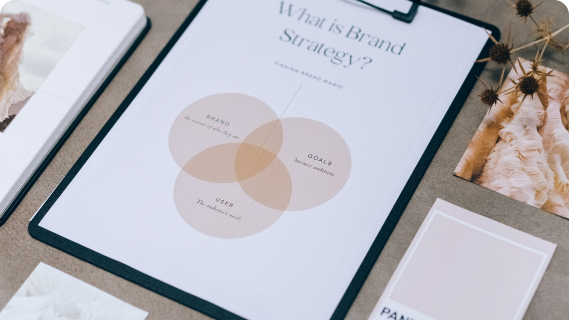 What is Brand
Strategy?
FINDING BRAND MAGIC
BRAND
the essence of who they are
GOALS
business ambitions
USER
The audience's needs
PANT